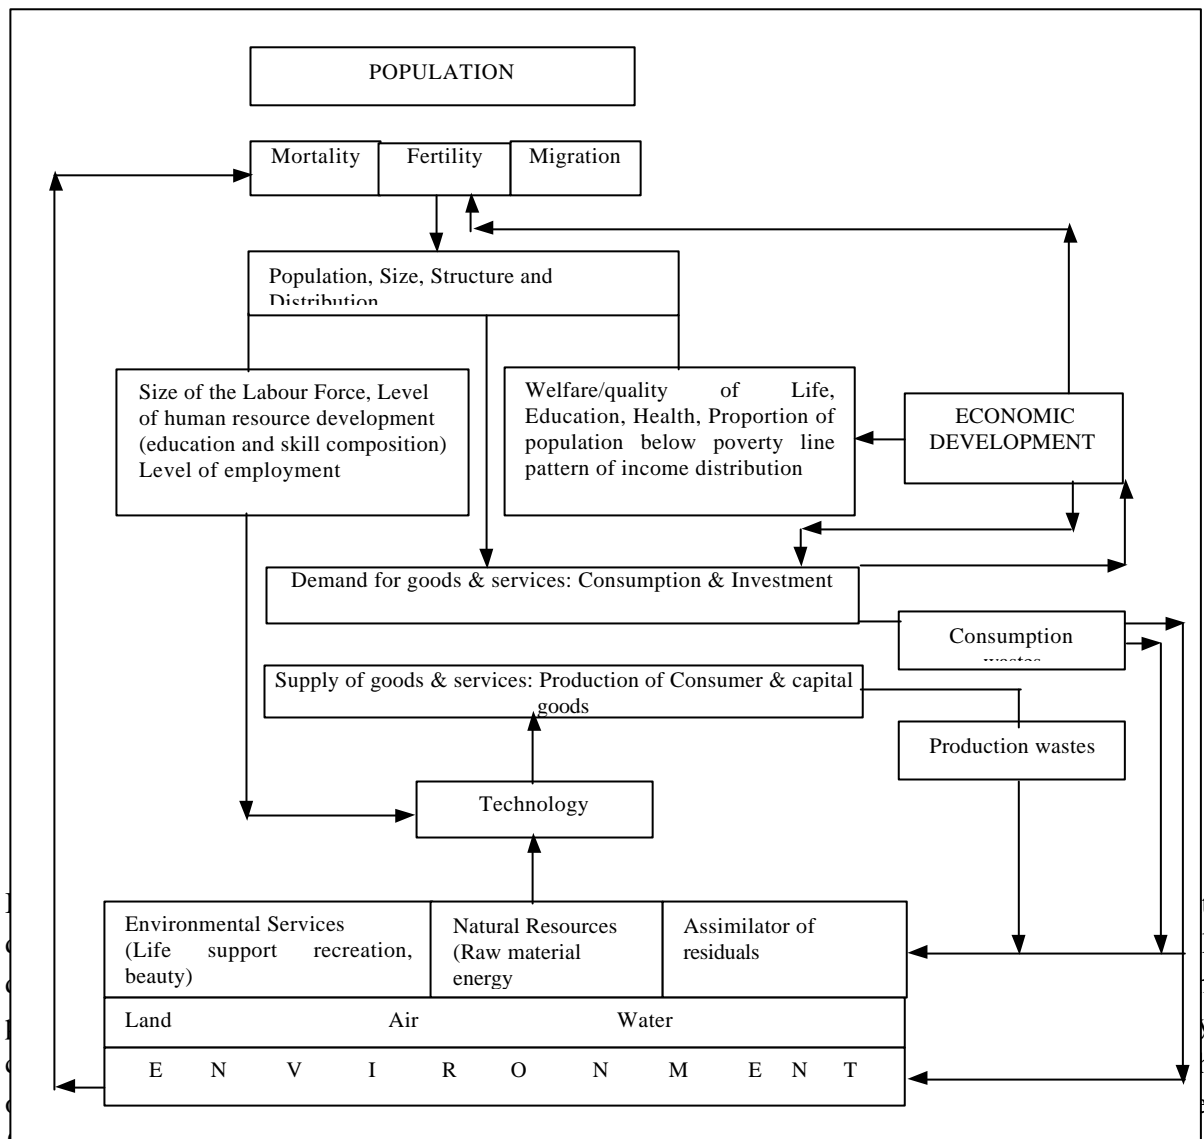 POPULATION
Mortality
Fertility
Migration
Population, Size, Structure and
Distribution
Size of the Labour Force, Level
of human resource development
(education and skill composition)
Level of employment
Welfare/quality of Life,
Education, Health, Proportion of
population below poverty line
pattern of income distribution
ECONOMIC
DEVELOPMENT
Demand for goods & services: Consumption & Investment
Consumption
wastes
Supply of goods & services: Production of Consumer & capital
goods
Production wastes
Technology
Environmental Services
(Life support recreation,
beauty)
Natural Resources
(Raw material
energy
Assimilator of
residuals
Land Air Water
E N V I R O N M E N T